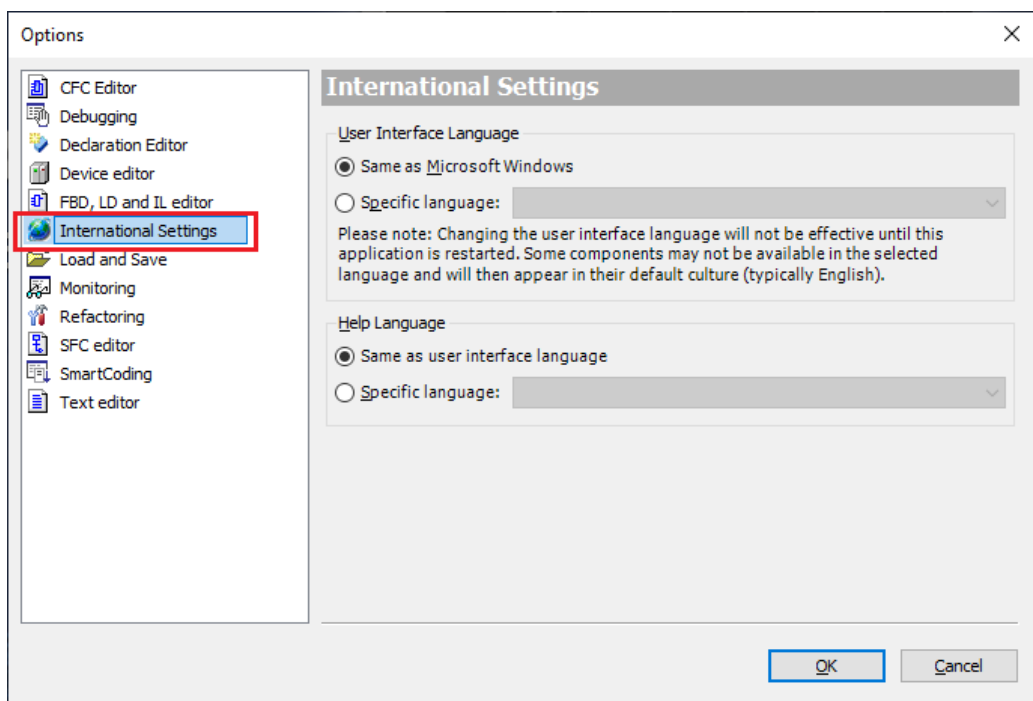 Options
CFC Editor
Debugging
Declaration Editor
Device editor
FBD, LD and IL editor
International Settings
Load and Save
Monitoring
Refactoring
SFC editor
SmartCoding
Text editor
International Settings
User Interface Language
Same as Microsoft Windows
Specific language:
Please note: Changing the user interface language will not be effective until this
application is restarted. Some components may not be available in the selected
language and will then appear in their default culture (typically English).
Help Language
Same as user interface language
Specific language:
OK
Cancel